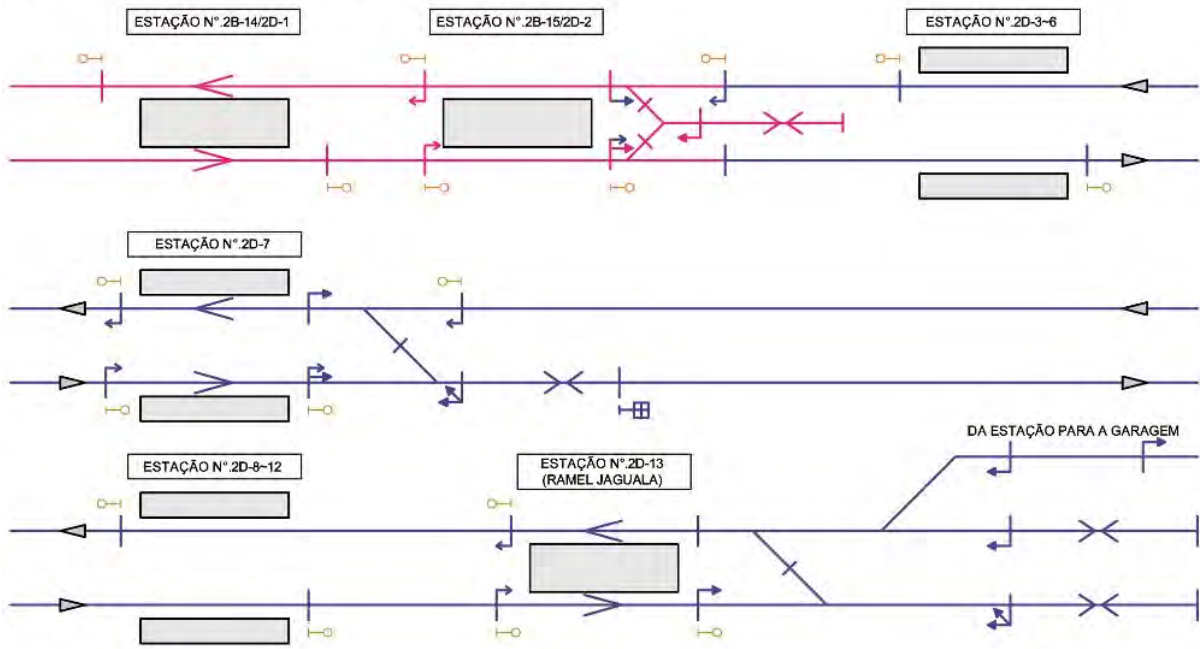 ESTAÇÃO N°.2B-14/2D-1
ESTAÇÃO N°.2B-15/2D-2
ESTAÇÃO N°.2D-3~6
ESTAÇÃO N°.2D-7
DA ESTAÇÃO PARA A GARAGEM
ESTAÇÃO N°.2D-8~12
ESTAÇÃO N°.2D-13
(RAMEL JAGUALA)